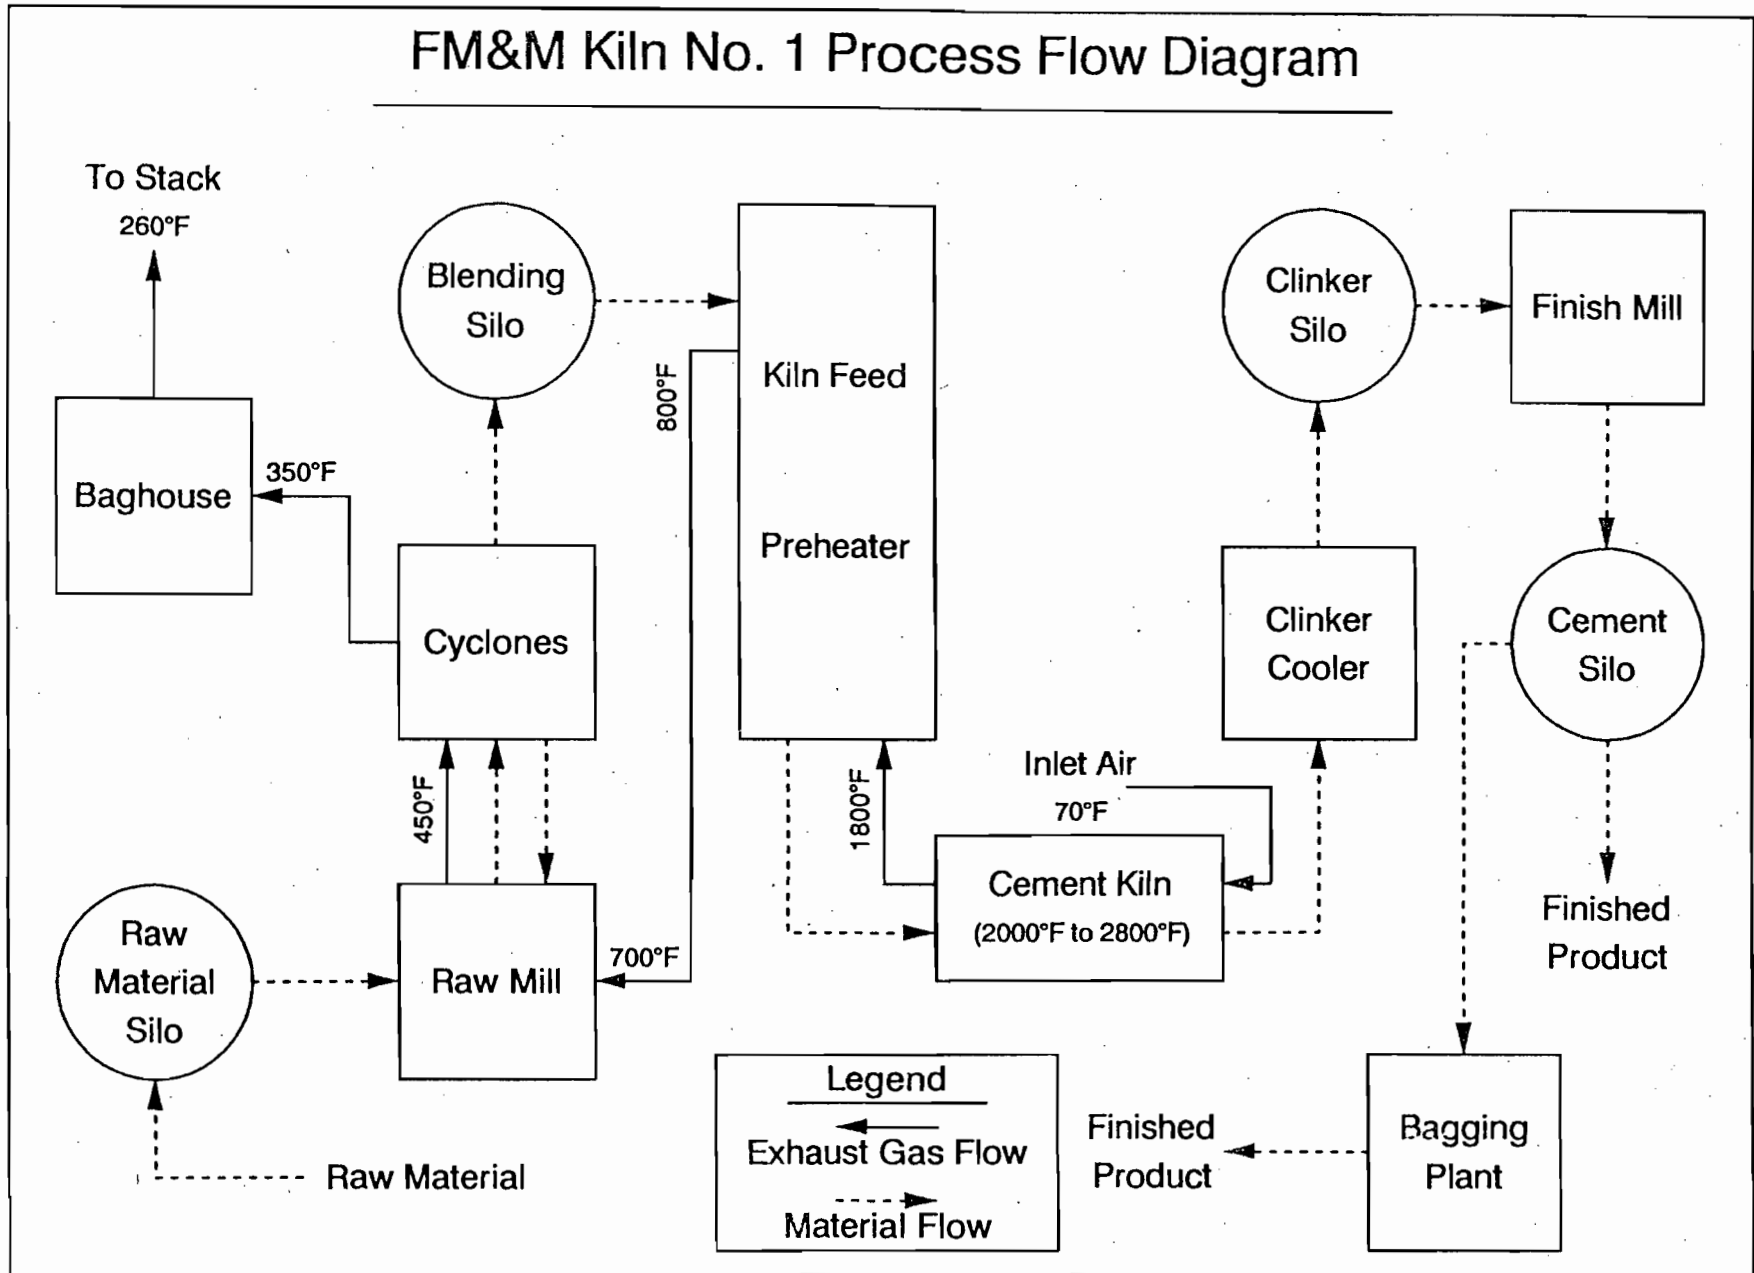 FM&M Kiln No. 1 Process Flow Diagram
To Stack
260°F
Blending
Silo
Clinker
Silo
Finish Mill
Kiln Feed
Preheater
800°F
Baghouse
350°F
Cyclones
Clinker
Cooler
Cement
Silo
450°F
1800°F
Inlet Air
70°F
Cement Kiln
(2000°F to 2800°F)
Finished
Product
Raw
Material
Silo
Raw Mill
700°F
Legend
Exhaust Gas Flow
Material Flow
Finished
Product
Bagging
Plant
Raw Material